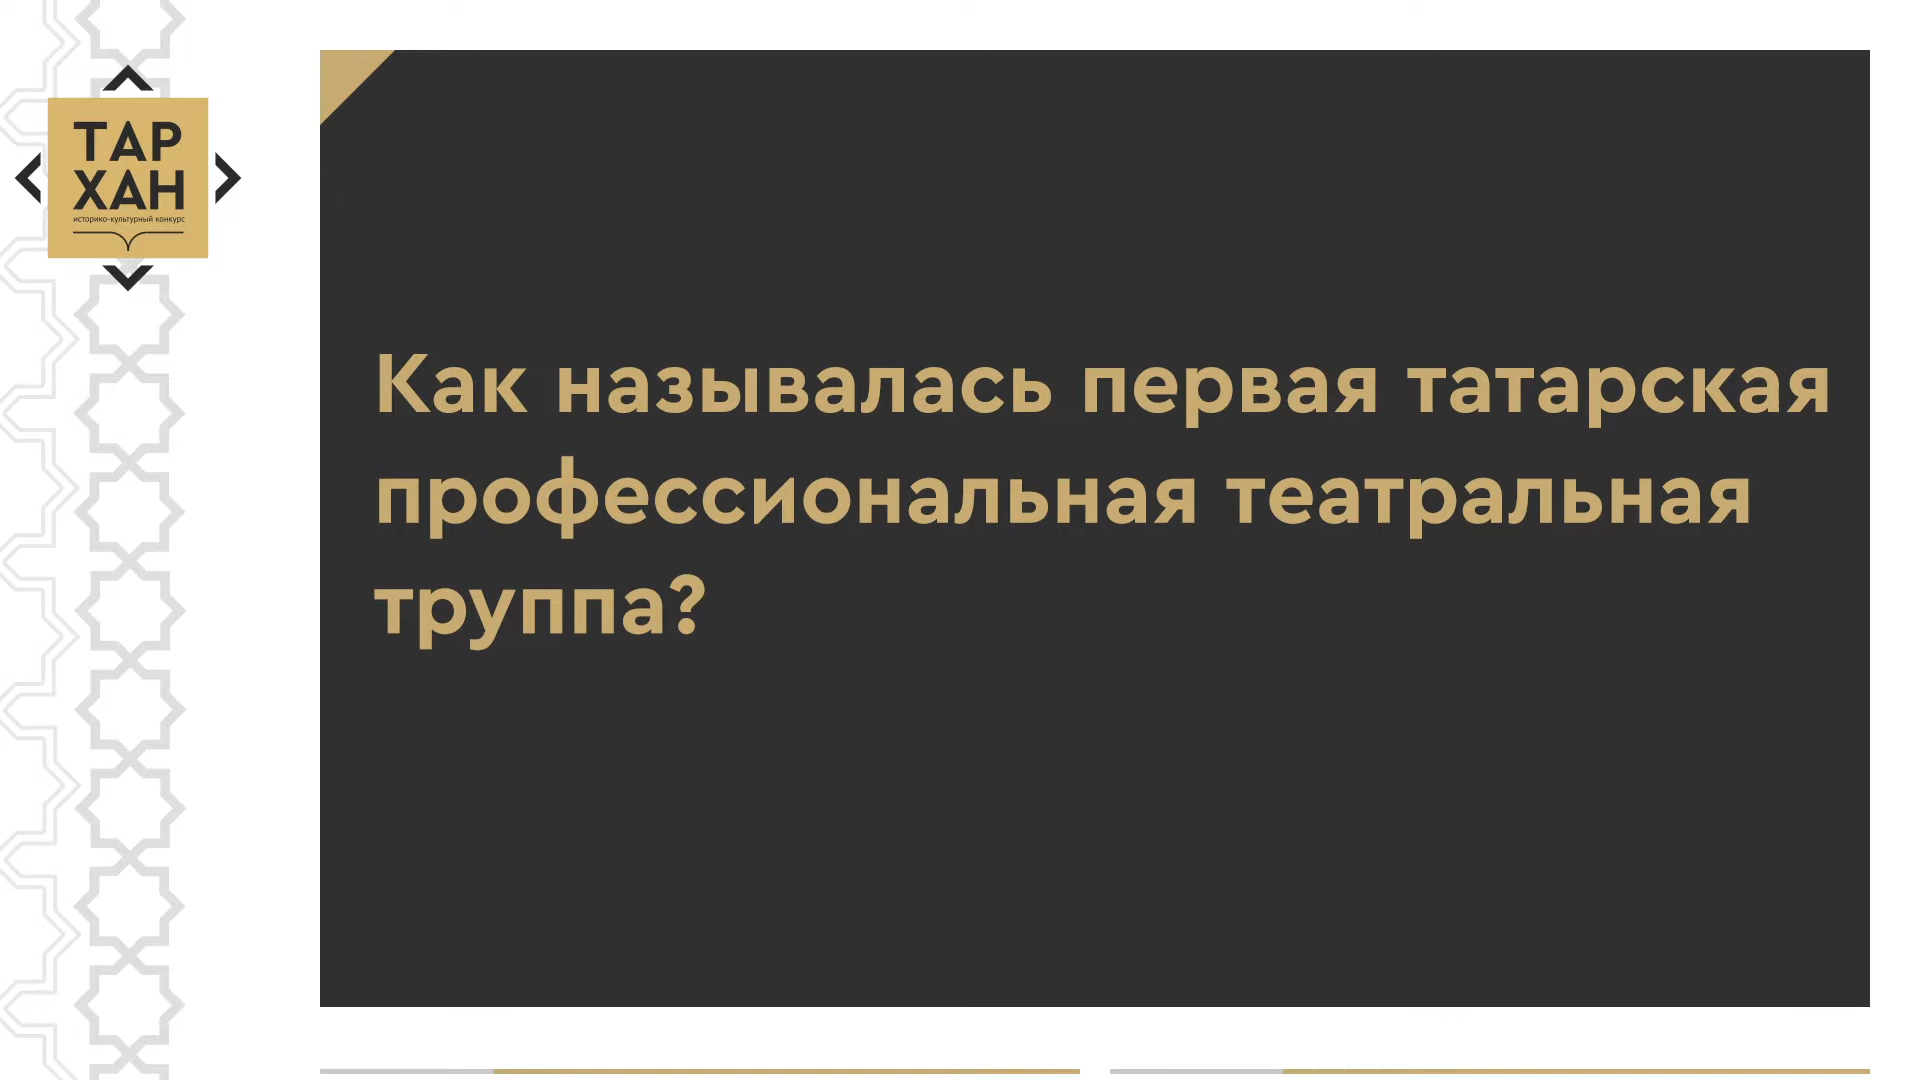 ТАР
ХАН
историко-культурный конкурс
Как называлась первая татарская
профессиональная театральная
труппа?